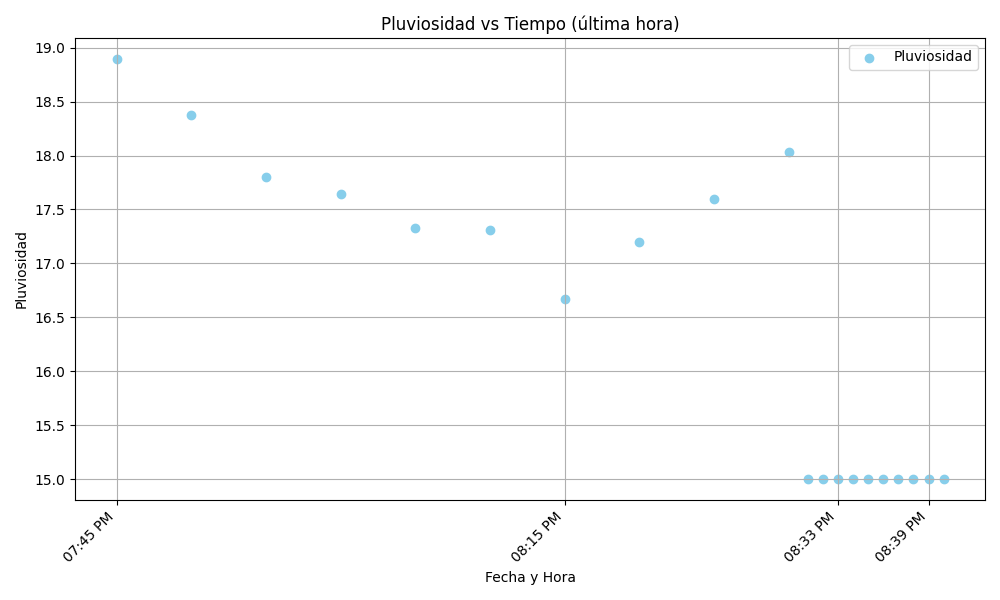 Pluviosidad vs Tiempo (última hora)
Pluviosidad
19.0
18.5
18.0
17.5
17.0
16.5
16.0
15.5
15.0
Pluviosidad
07:45 PM
08:15 PM
08:33 PM
08:39 PM
Fecha y Hora